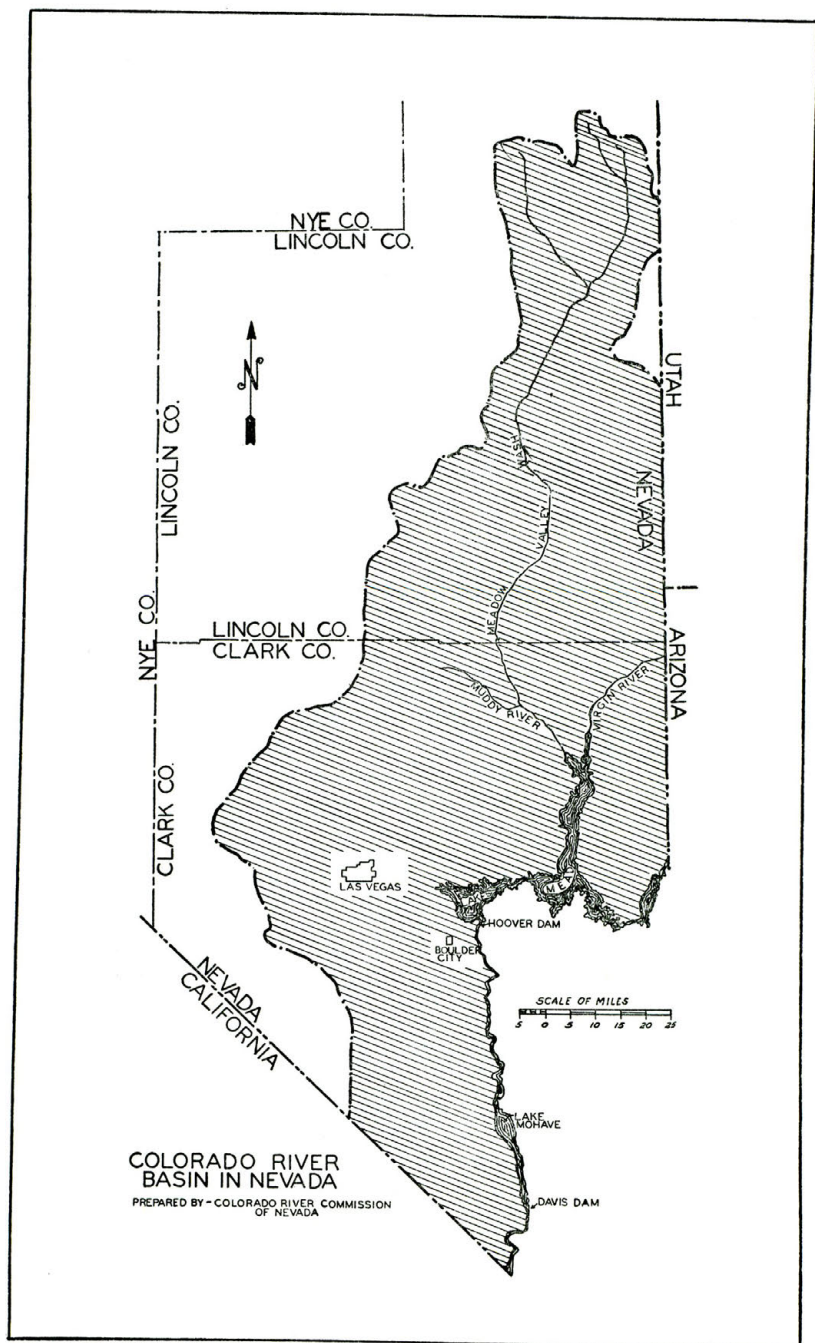 NYE CO.
LINCOLN CO.
N
UTAH
LINCOLN CO.
WASH
NEVADA
VALLEY
MEADOW
NYE CO.
LINCOLN CO.
CLARK CO.
ARIZONA
MUDDY RIVER
VIRGIN RIVER
CLARK CO.
LAS VEGAS
LAKE
MEAD
HOOVER DAM
BOULDER
CITY
NEVADA
CALIFORNIA
SCALE OF MILES
5 0 5 10 15 20 25
LAKE
MOHAVE
COLORADO RIVER
BASIN IN NEVADA
PREPARED BY-COLORADO RIVER COMMISSION
OF NEVADA
DAVIS DAM